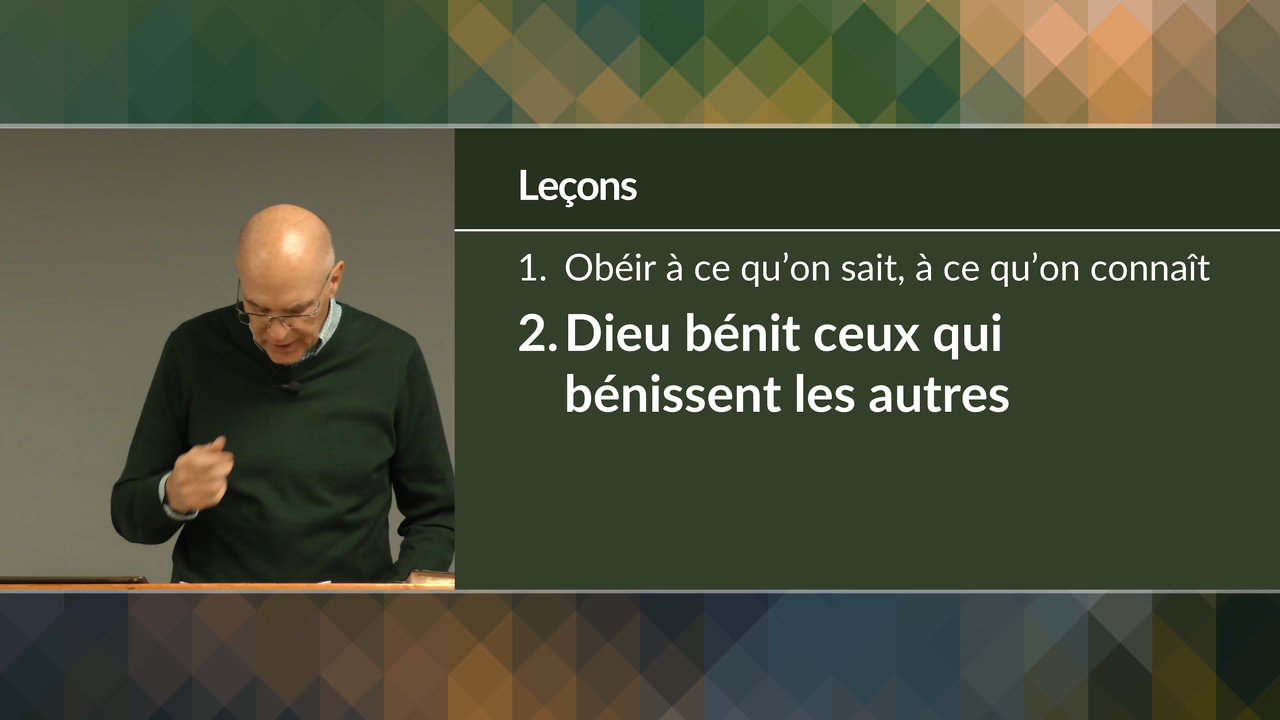 Leçons
1. Obéir à ce qu’on sait, à ce qu’on connaît
2. Dieu bénit ceux qui
bénissent les autres